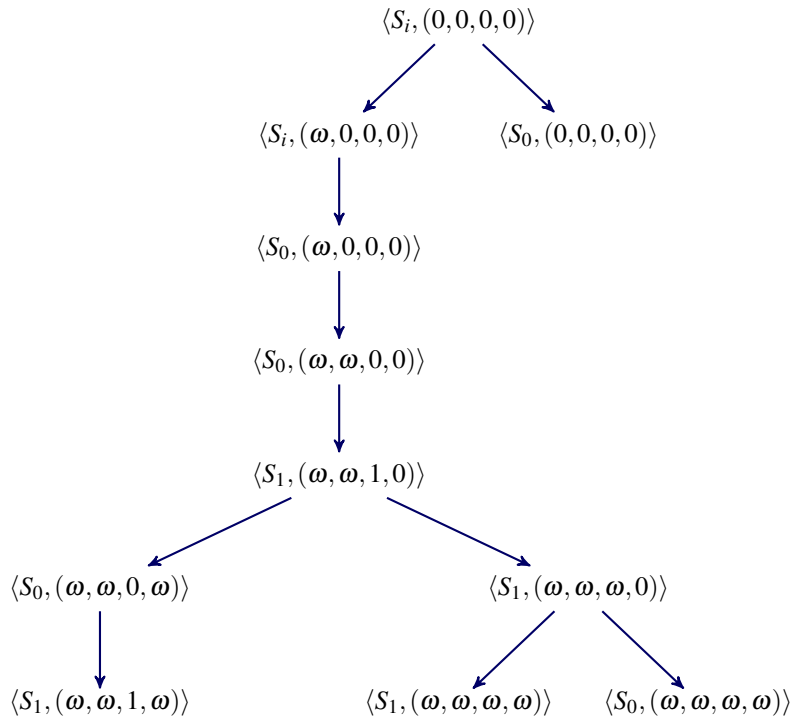 ⟨S_i, (0,0,0,0)⟩
⟨S_i, (ω,0,0,0)⟩ ⟨S_0, (0,0,0,0)⟩
⟨S_0, (ω,0,0,0)⟩
⟨S_0, (ω,ω,0,0)⟩
⟨S_1, (ω,ω,1,0)⟩
⟨S_0, (ω,ω,0,ω)⟩ ⟨S_1, (ω,ω,ω,0)⟩
⟨S_1, (ω,ω,1,ω)⟩ ⟨S_1, (ω,ω,ω,ω)⟩ ⟨S_0, (ω,ω,ω,ω)⟩